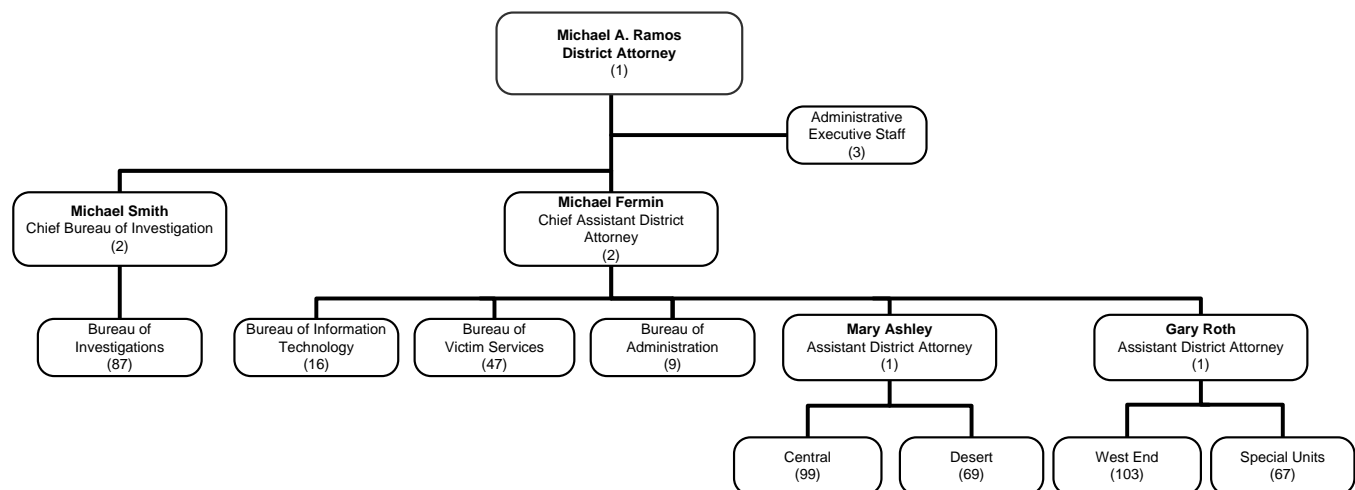 Michael A. Ramos
District Attorney
(1)
Administrative
Executive Staff
(3)
Michael Smith
Chief Bureau of Investigation
(2)
Michael Fermin
Chief Assistant District
Attorney
(2)
Bureau of
Investigations
(87)
Bureau of Information
Technology
(16)
Bureau of
Victim Services
(47)
Bureau of
Administration
(9)
Mary Ashley
Assistant District Attorney
(1)
Gary Roth
Assistant District Attorney
(1)
Central
(99)
Desert
(69)
West End
(103)
Special Units
(67)